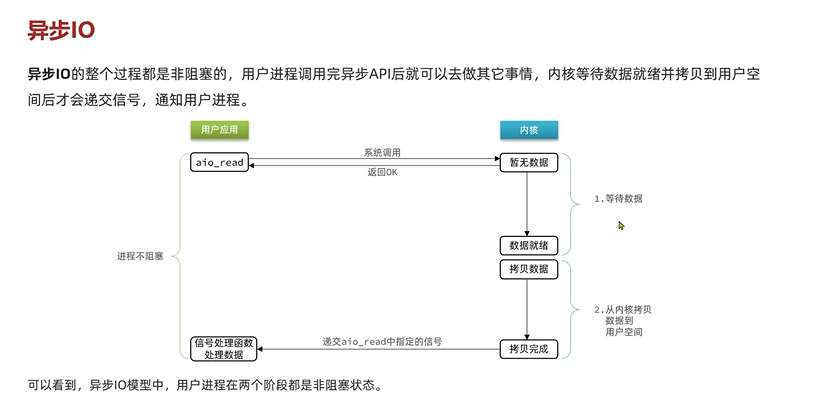 异步IO
异步IO的整个过程都是非阻塞的，用户进程调用完异步API后就可以去做其它事情，内核等待数据就绪并拷贝到用户空
间后才会递交信号，通知用户进程。
用户应用
内核
aio_read
系统调用
返回OK
暂无数据
1.等待数据
数据就绪
进程不阻塞
拷贝数据
2.从内核拷贝
数据到
用户空间
信号处理函数
处理数据
递交aio_read中指定的信号
拷贝完成
可以看到，异步IO模型中，用户进程在两个阶段都是非阻塞状态。